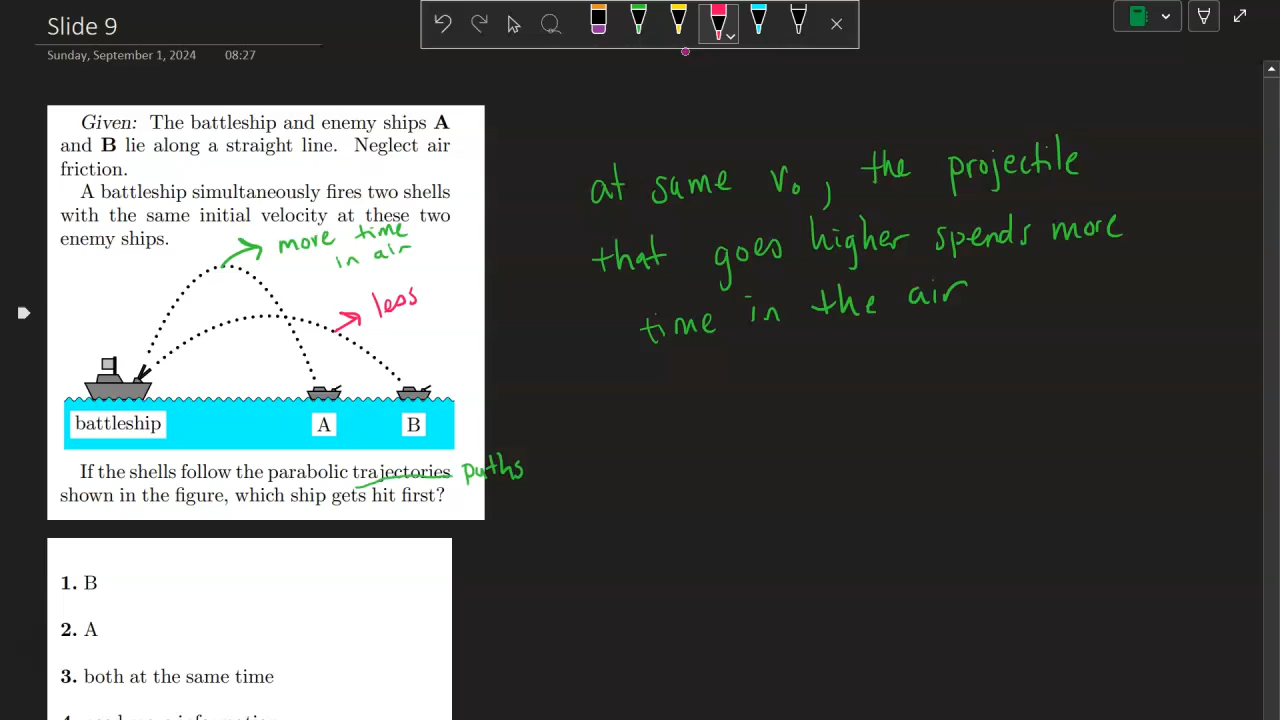 Slide 9
Sunday, September 1, 2024 08:27
Given: The battleship and enemy ships A
and B lie along a straight line. Neglect air
friction.
A battleship simultaneously fires two shells
with the same initial velocity at these two
enemy ships.
more time
in air
less
battleship
A
B
If the shells follow the parabolic trajectories paths
shown in the figure, which ship gets hit first?
1. B
2. A
3. both at the same time
at same v₀, the projectile
that goes higher spends more
time in the air